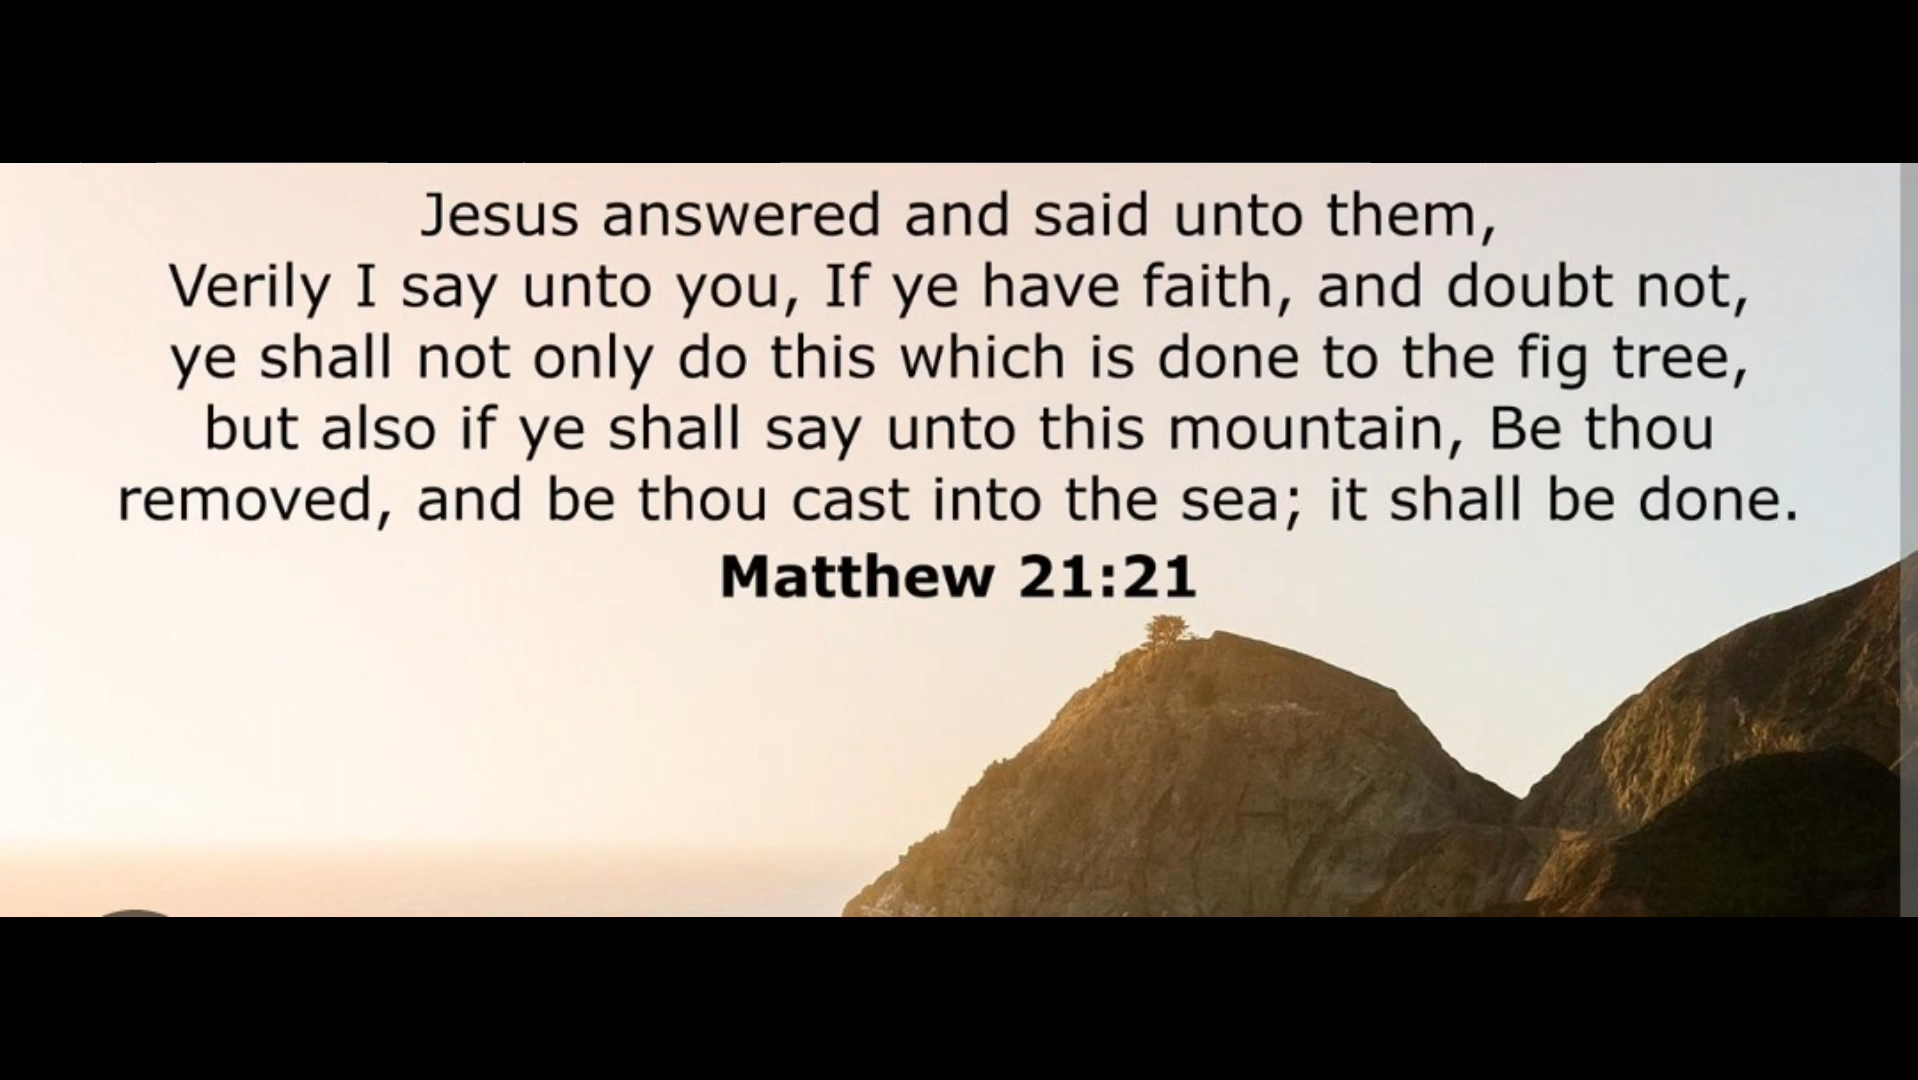 Jesus answered and said unto them,
Verily I say unto you, If ye have faith, and doubt not,
ye shall not only do this which is done to the fig tree,
but also if ye shall say unto this mountain, Be thou
removed, and be thou cast into the sea; it shall be done.
Matthew 21:21